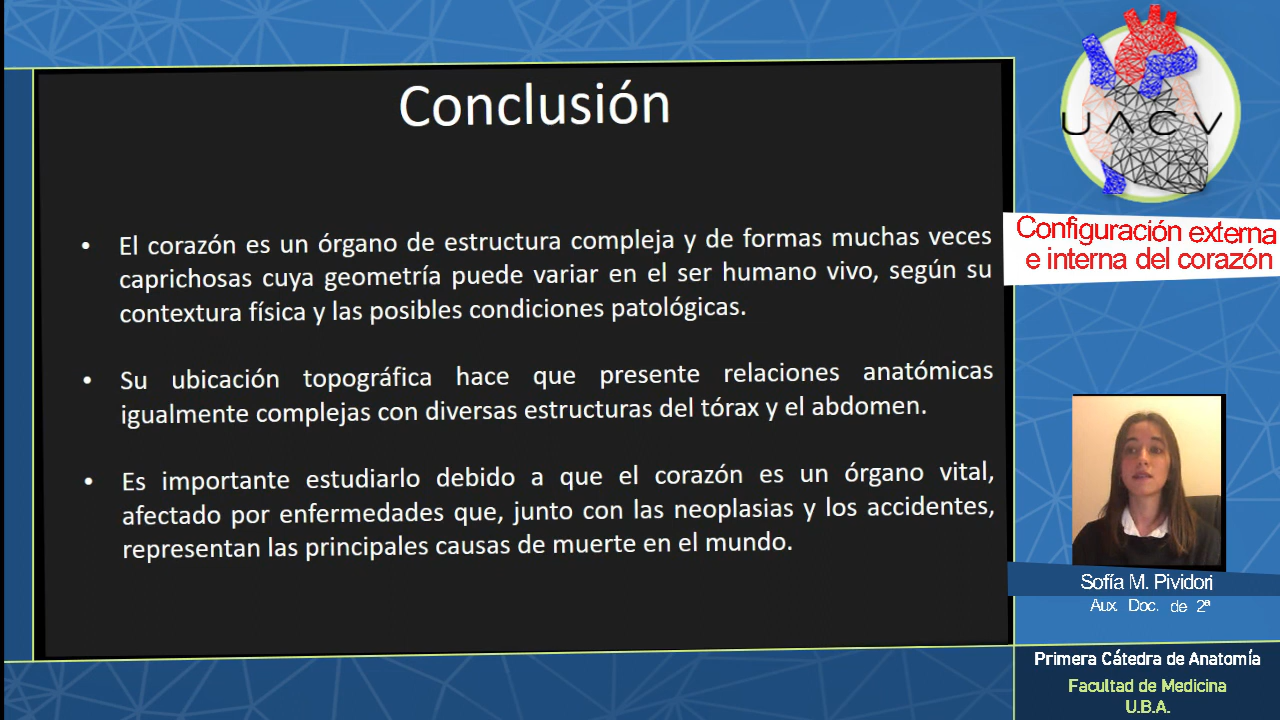 Conclusión
• El corazón es un órgano de estructura compleja y de formas muchas veces
caprichosas cuya geometría puede variar en el ser humano vivo, según su
contextura física y las posibles condiciones patológicas.
• Su ubicación topográfica hace que presente relaciones anatómicas
igualmente complejas con diversas estructuras del tórax y el abdomen.
• Es importante estudiarlo debido a que el corazón es un órgano vital,
afectado por enfermedades que, junto con las neoplasias y los accidentes,
representan las principales causas de muerte en el mundo.
UACV
Configuración externa
e interna del corazón
Sofía M. Pividori
Aux. Doc. de 2ª
Primera Cátedra de Anatomía
Facultad de Medicina
U.B.A.